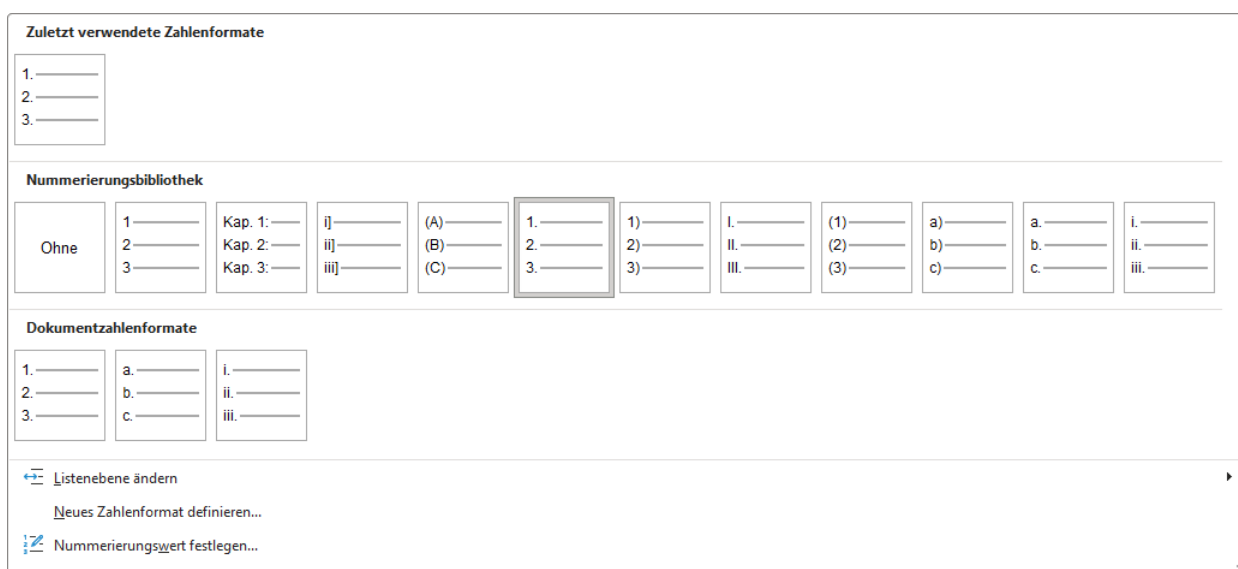 Zuletzt verwendete Zahlenformate
1.
2.
3.
Nummerierungsbibliothek
Ohne
1
2
3
Kap. 1:
Kap. 2:
Kap. 3:
i]
ii]
iii]
(A)
(B)
(C)
1.
2.
3.
1)
2)
3)
I.
II.
III.
(1)
(2)
(3)
a)
b)
c)
a.
b.
c.
i.
ii.
iii.
Dokumentzahlenformate
1.
2.
3.
a.
b.
c.
i.
ii.
iii.
Listenebene ändern
Neues Zahlenformat definieren...
Nummerierungswert festlegen...